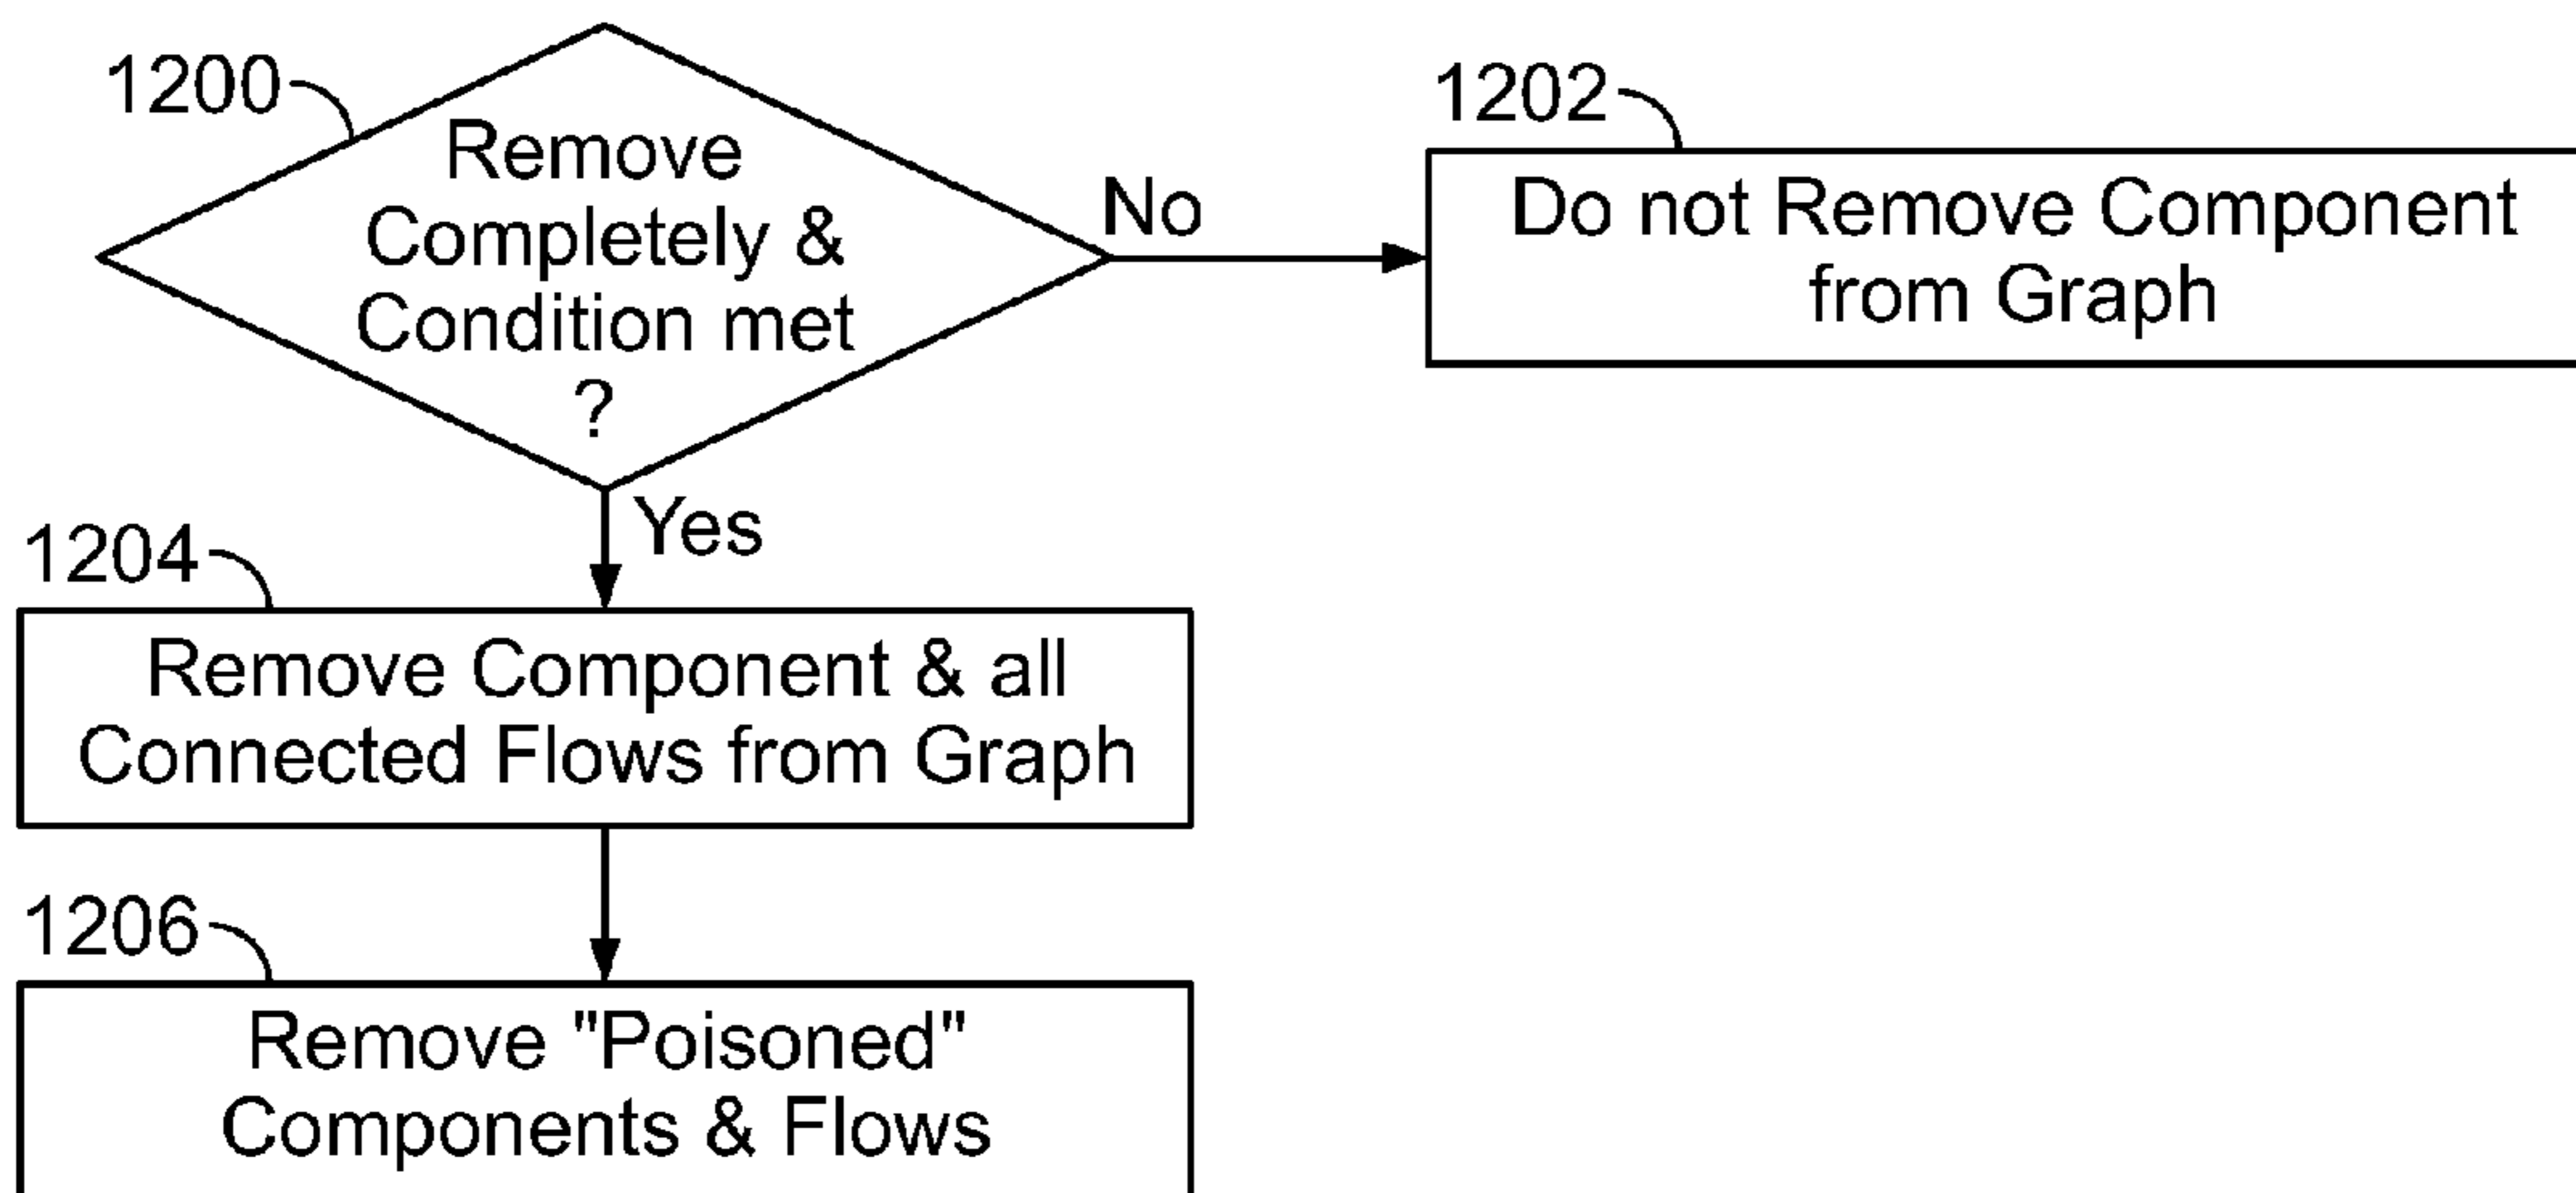 1200
Remove
Completely &
Condition met
?
No
1202
Do not Remove Component
from Graph
Yes
1204
Remove Component & all
Connected Flows from Graph
1206
Remove "Poisoned"
Components & Flows